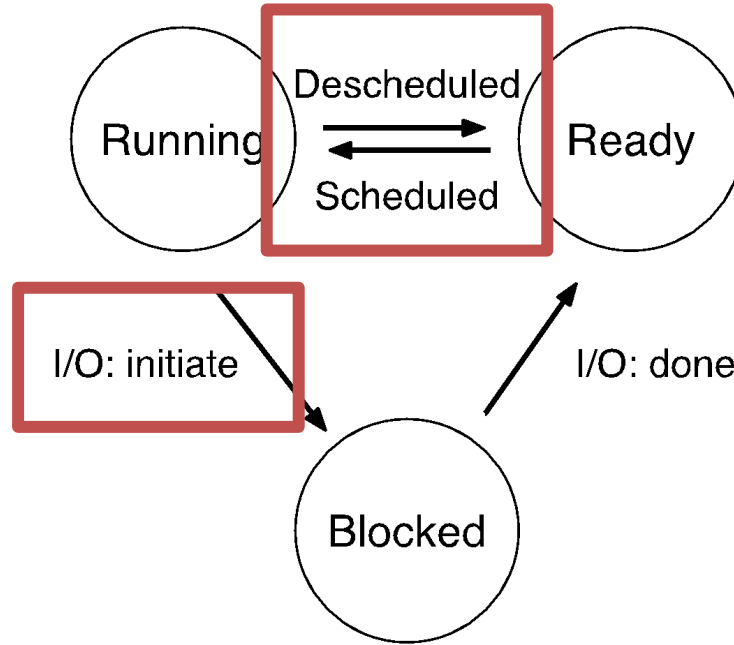 Descheduled
Running
Ready
Scheduled
I/O: initiate
I/O: done
Blocked